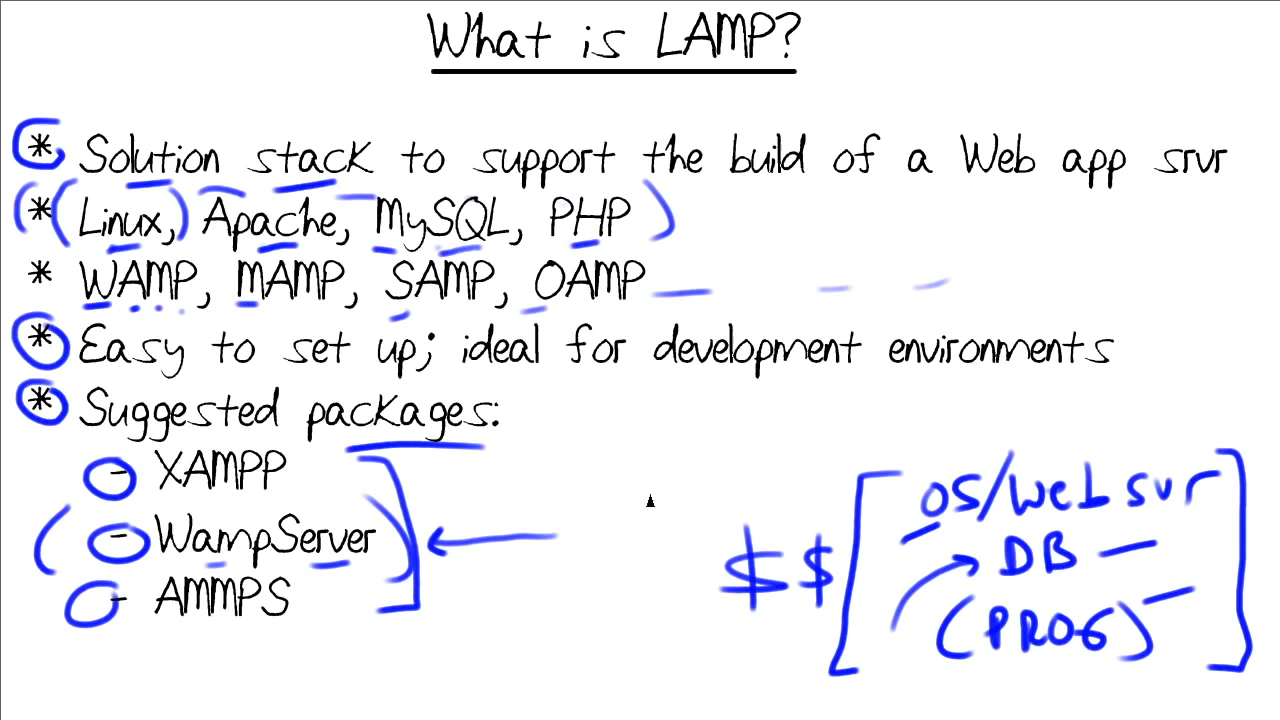 What is LAMP?
* Solution stack to support the build of a Web app srvr
* Linux, Apache, MySQL, PHP
* WAMP, MAMP, SAMP, OAMP
* Easy to set up; ideal for development environments
* Suggested packages:
- XAMPP
- WampServer
- AMMPS
OS/Web svr
$$ DB
(PROG)